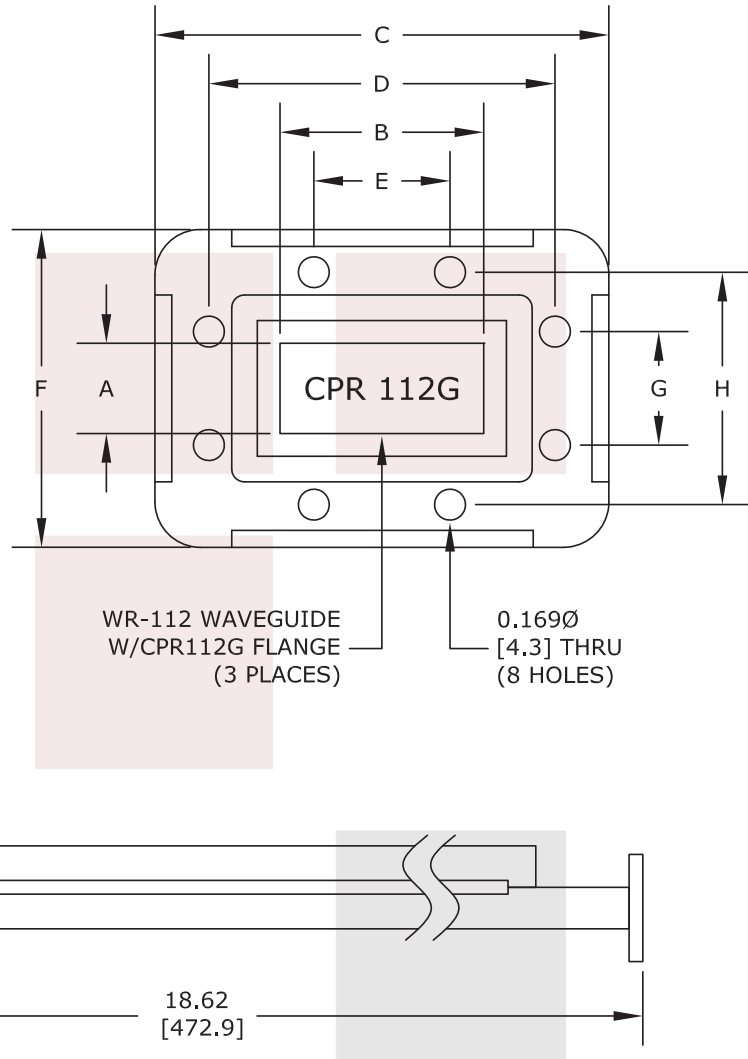 C
D
B
E
F
A
CPR 112G
G
H
WR-112 WAVEGUIDE
W/CPR112G FLANGE
(3 PLACES)
0.169Ø
[4.3] THRU
(8 HOLES)
18.62
[472.9]